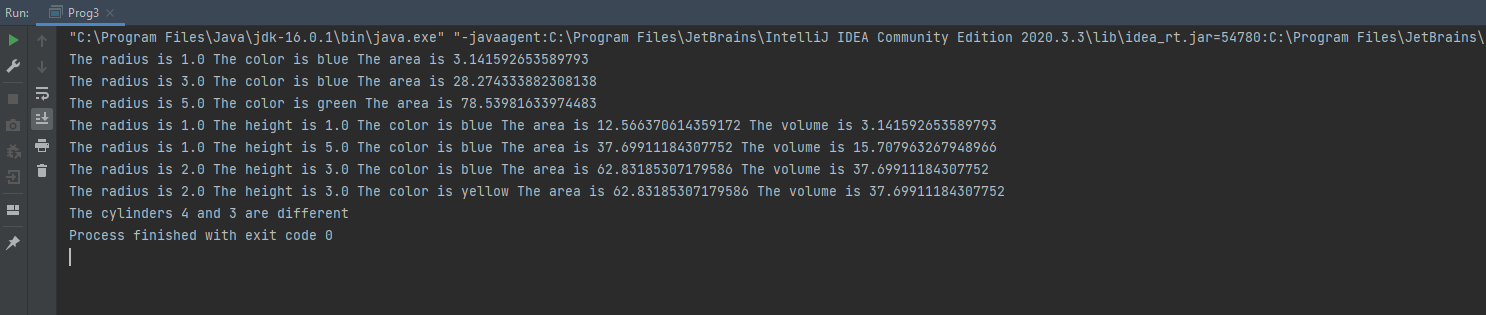 Run: Prog3
"C:\Program Files\Java\jdk-16.0.1\bin\java.exe" "-javaagent:C:\Program Files\JetBrains\IntelliJ IDEA Community Edition 2020.3.3\lib\idea_rt.jar=54780:C:\Program Files\JetBrains\
The radius is 1.0 The color is blue The area is 3.141592653589793
The radius is 3.0 The color is blue The area is 28.274333882308138
The radius is 5.0 The color is green The area is 78.53981633974483
The radius is 1.0 The height is 1.0 The color is blue The area is 12.566370614359172 The volume is 3.141592653589793
The radius is 1.0 The height is 5.0 The color is blue The area is 37.69911184307752 The volume is 15.707963267948966
The radius is 2.0 The height is 3.0 The color is blue The area is 62.83185307179586 The volume is 37.69911184307752
The radius is 2.0 The height is 3.0 The color is yellow The area is 62.83185307179586 The volume is 37.69911184307752
The cylinders 4 and 3 are different
Process finished with exit code 0